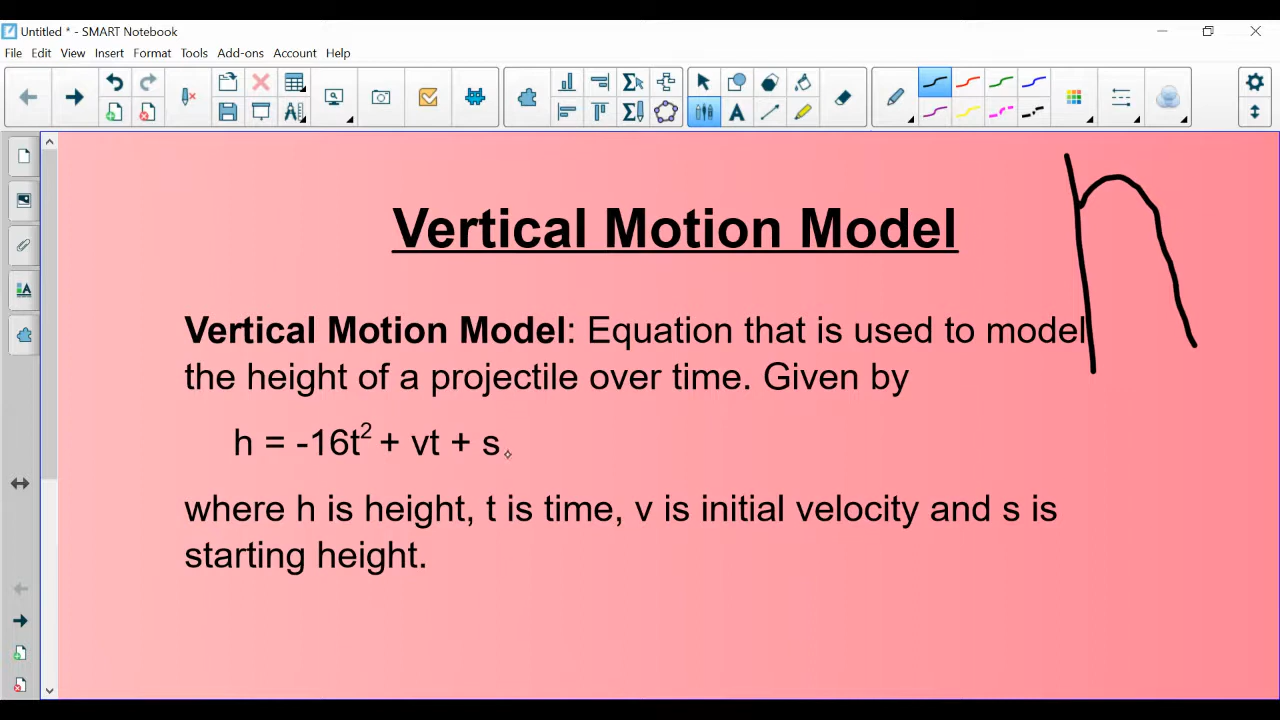 Untitled * - SMART Notebook
File Edit View Insert Format Tools Add-ons Account Help
Vertical Motion Model
Vertical Motion Model: Equation that is used to model
the height of a projectile over time. Given by
h = -16t² + vt + s
where h is height, t is time, v is initial velocity and s is
starting height.